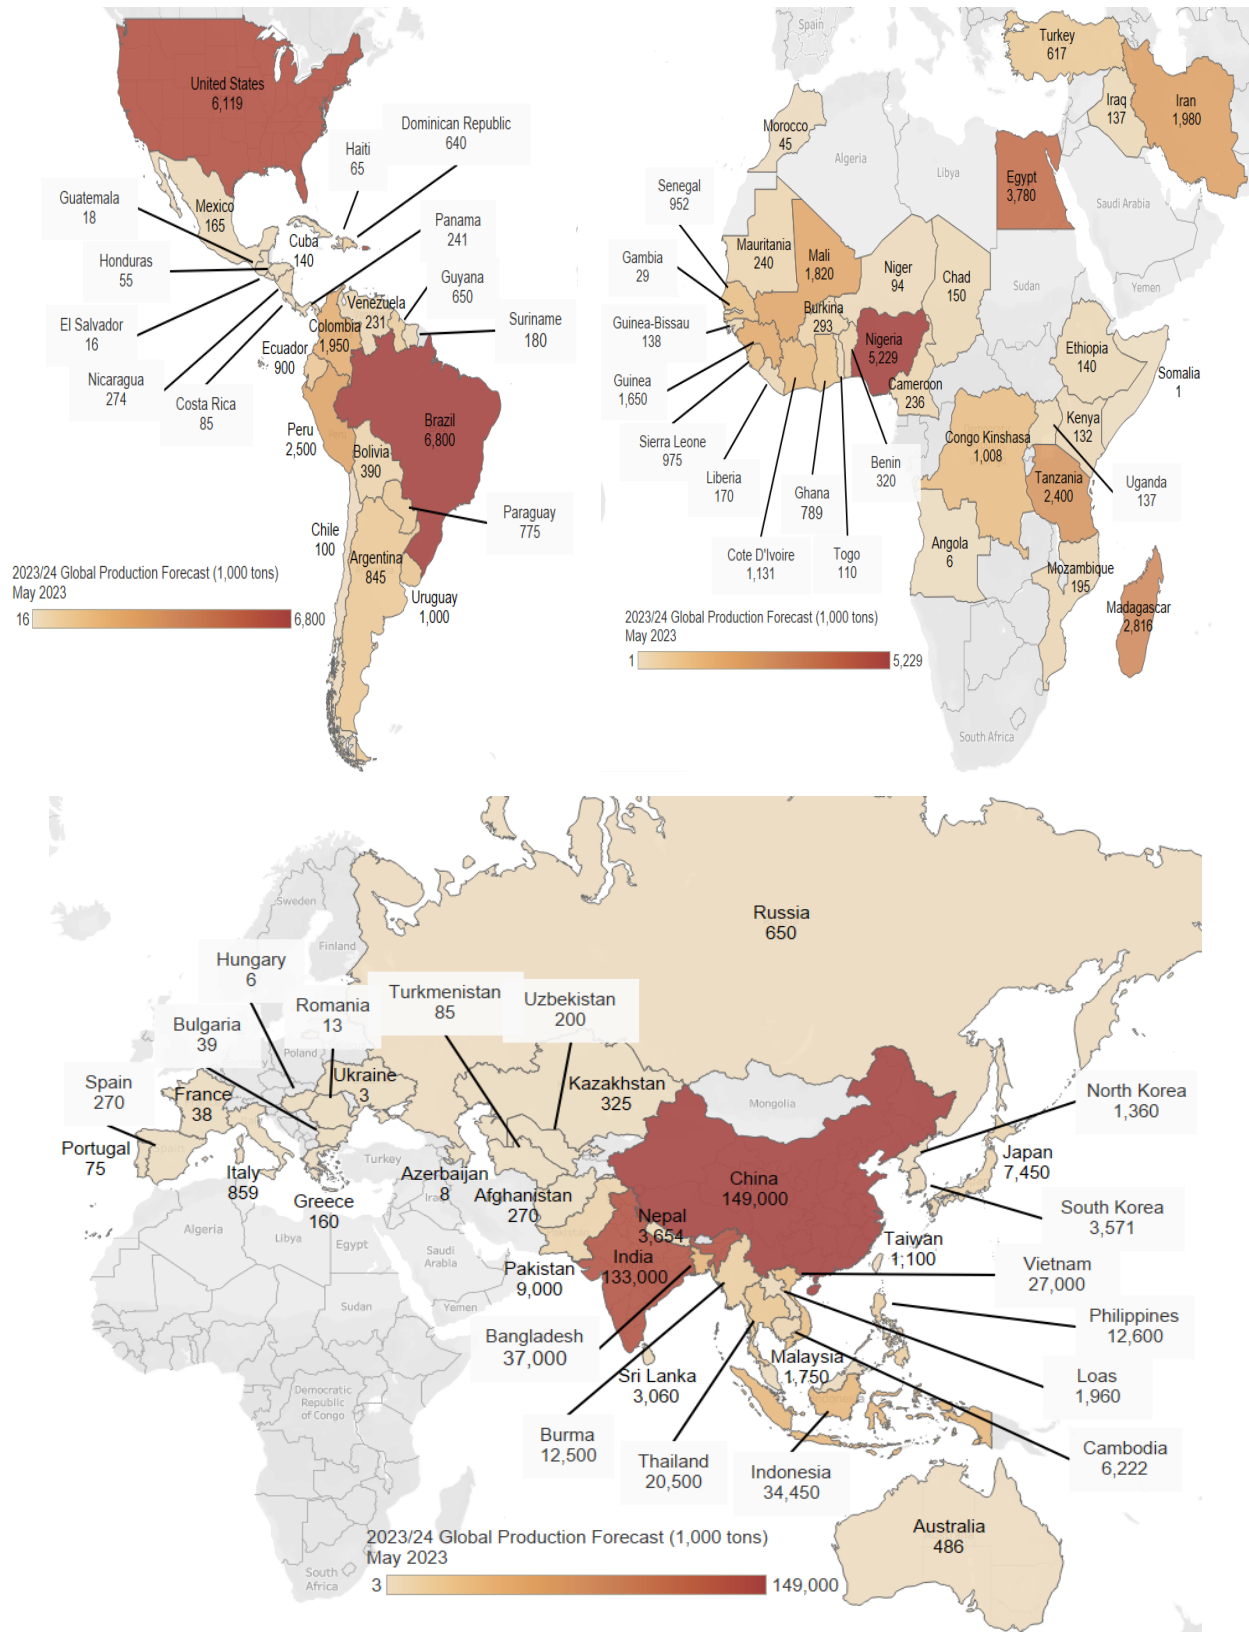 United States
6,119
Dominican Republic
640
Haiti
65
Guatemala
18
Mexico
165
Panama
241
Cuba
140
Honduras
55
Guyana
650
Venezuela
231
El Salvador
16
Colombia
1,950
Suriname
180
Ecuador
900
Nicaragua
274
Costa Rica
85
Brazil
6,800
Peru
2,500
Bolivia
390
Paraguay
775
Chile
100
Argentina
845
Uruguay
1,000
2023/24 Global Production Forecast (1,000 tons)
May 2023
16
6,800
Spain
Turkey
617
Iraq
137
Iran
1,980
Morocco
45
Algeria
Libya
Egypt
3,780
Saudi Arabia
Senegal
952
Mauritania
240
Mali
1,820
Niger
94
Chad
150
Sudan
Yemen
Gambia
29
Burkina
293
Guinea-Bissau
138
Nigeria
5,229
Ethiopia
140
Somalia
1
Guinea
1,650
Cameroon
236
Kenya
132
Sierra Leone
975
Congo Kinshasa
1,008
Benin
320
Liberia
170
Ghana
789
Tanzania
2,400
Uganda
137
Cote D'Ivoire
1,131
Togo
110
Angola
6
Mozambique
195
Madagascar
2,816
2023/24 Global Production Forecast (1,000 tons)
May 2023
1
5,229
South Africa
Russia
650
Sweden
Finland
Hungary
6
Romania
13
Turkmenistan
85
Uzbekistan
200
Bulgaria
39
Poland
Ukraine
3
Kazakhstan
325
Mongolia
North Korea
1,360
Spain
270
France
38
Portugal
75
Spain
Italy
859
Greece
160
Turkey
Azerbaijan
8
Iraq
Afghanistan
270
China
149,000
Japan
7,450
South Korea
3,571
Nepal
3,654
Taiwan
1,100
Algeria
Libya
Egypt
Saudi
Arabia
Pakistan
9,000
India
133,000
Vietnam
27,000
Sudan
Yemen
Philippines
12,600
Bangladesh
37,000
Sri Lanka
3,060
Malaysia
1,750
Loas
1,960
Democratic
Republic
of Congo
Burma
12,500
Thailand
20,500
Indonesia
34,450
Cambodia
6,222
Australia
486
2023/24 Global Production Forecast (1,000 tons)
May 2023
3
149,000
South
Africa